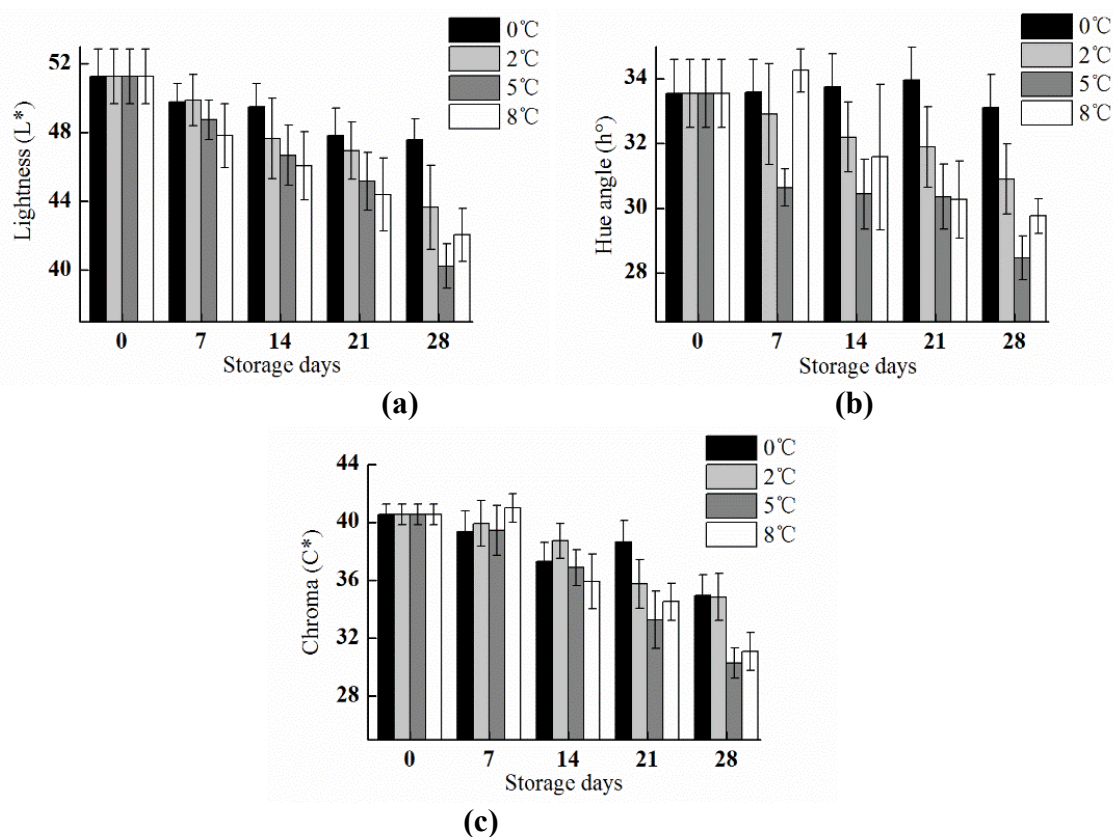 0℃
2℃
5℃
8℃
52
48
44
40
Lightness (L*)
0 7 14 21 28
Storage days
(a)
0℃
2℃
5℃
8℃
34
32
30
28
Hue angle (h°)
0 7 14 21 28
Storage days
(b)
0℃
2℃
5℃
8℃
44
40
36
32
28
Chroma (C*)
0 7 14 21 28
Storage days
(c)